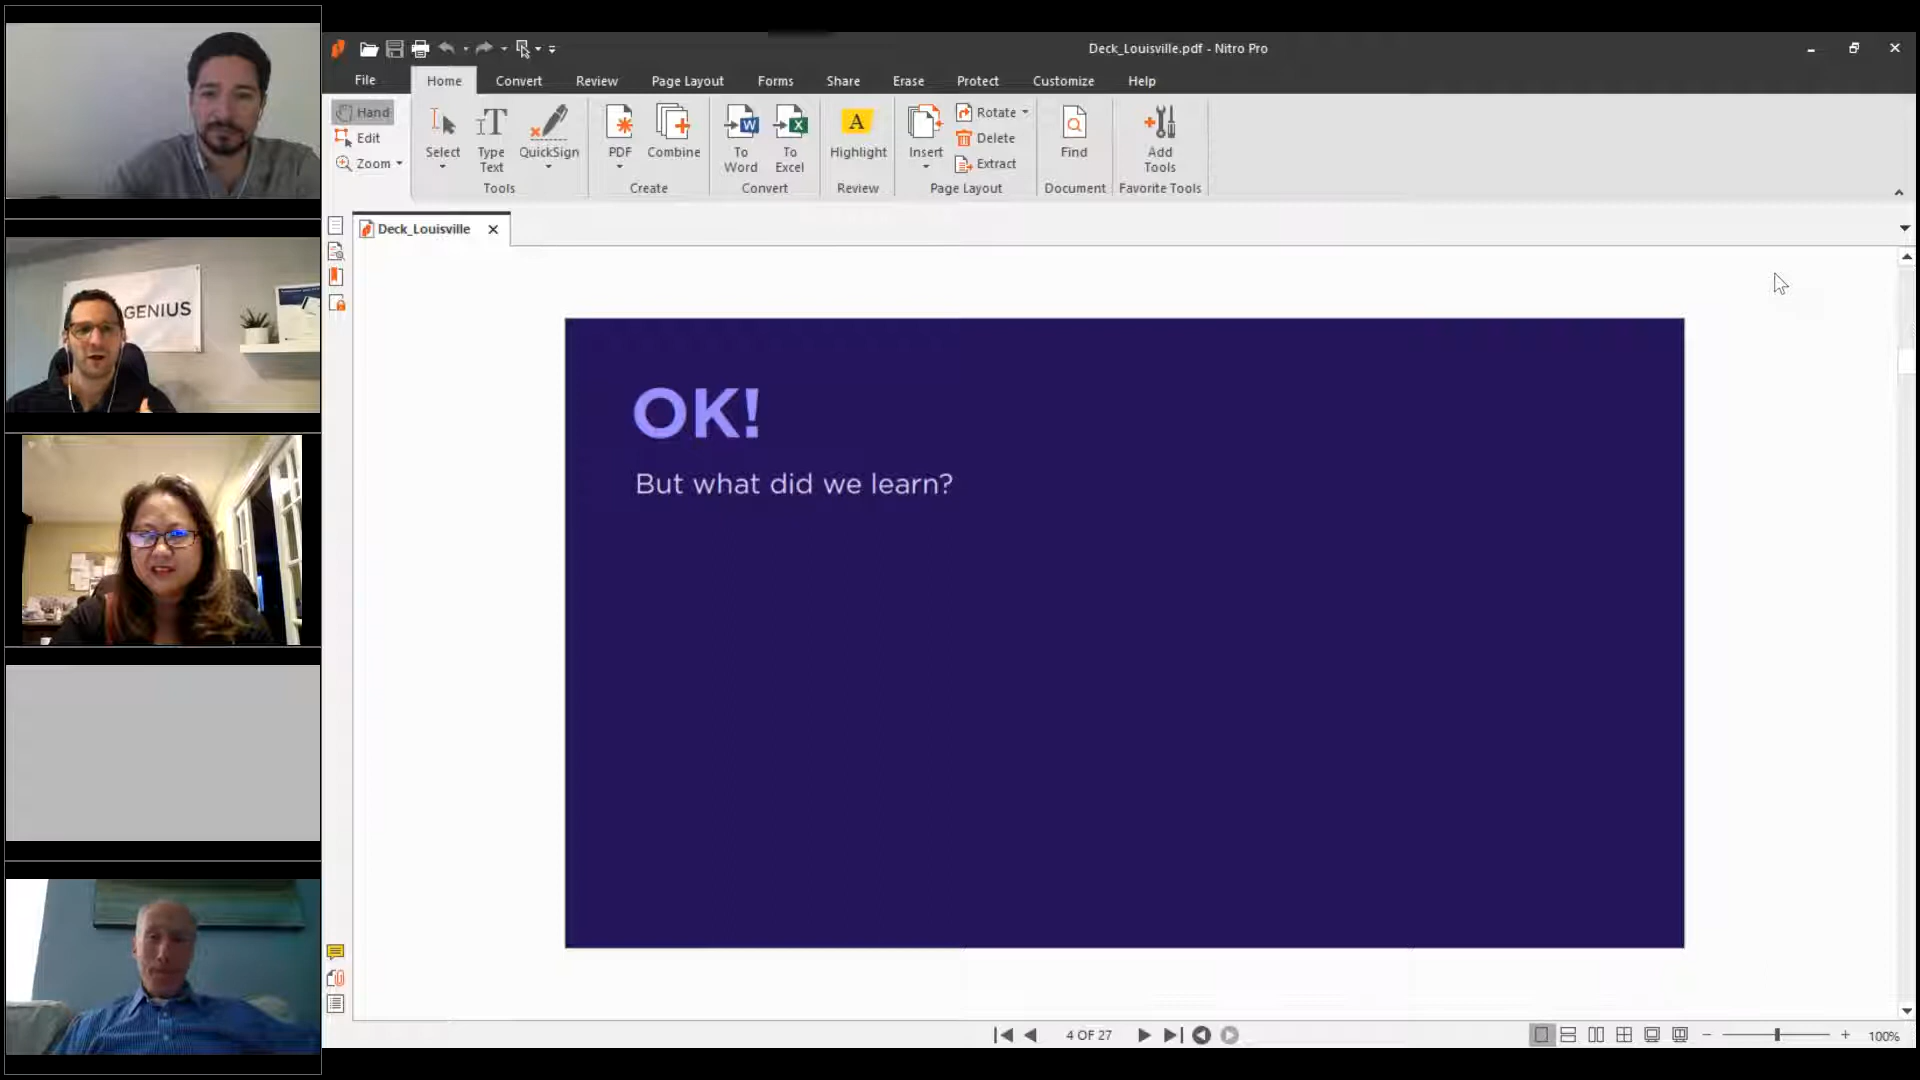 GENIUS
Deck_Louisville.pdf - Nitro Pro
File
Home
Convert
Review
Page Layout
Forms
Share
Erase
Protect
Customize
Help
Hand
Edit
Zoom
Select
Type
Text
QuickSign
Tools
PDF
Combine
Create
To
Word
To
Excel
Convert
Highlight
Review
Insert
Rotate
Delete
Extract
Page Layout
Find
Document
Add
Tools
Favorite Tools
Deck_Louisville
OK!
But what did we learn?
4 OF 27
100%